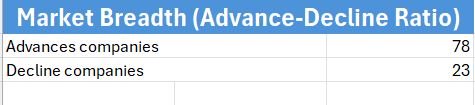 Market Breadth (Advance-Decline Ratio)
Advances companies 78
Decline companies 23